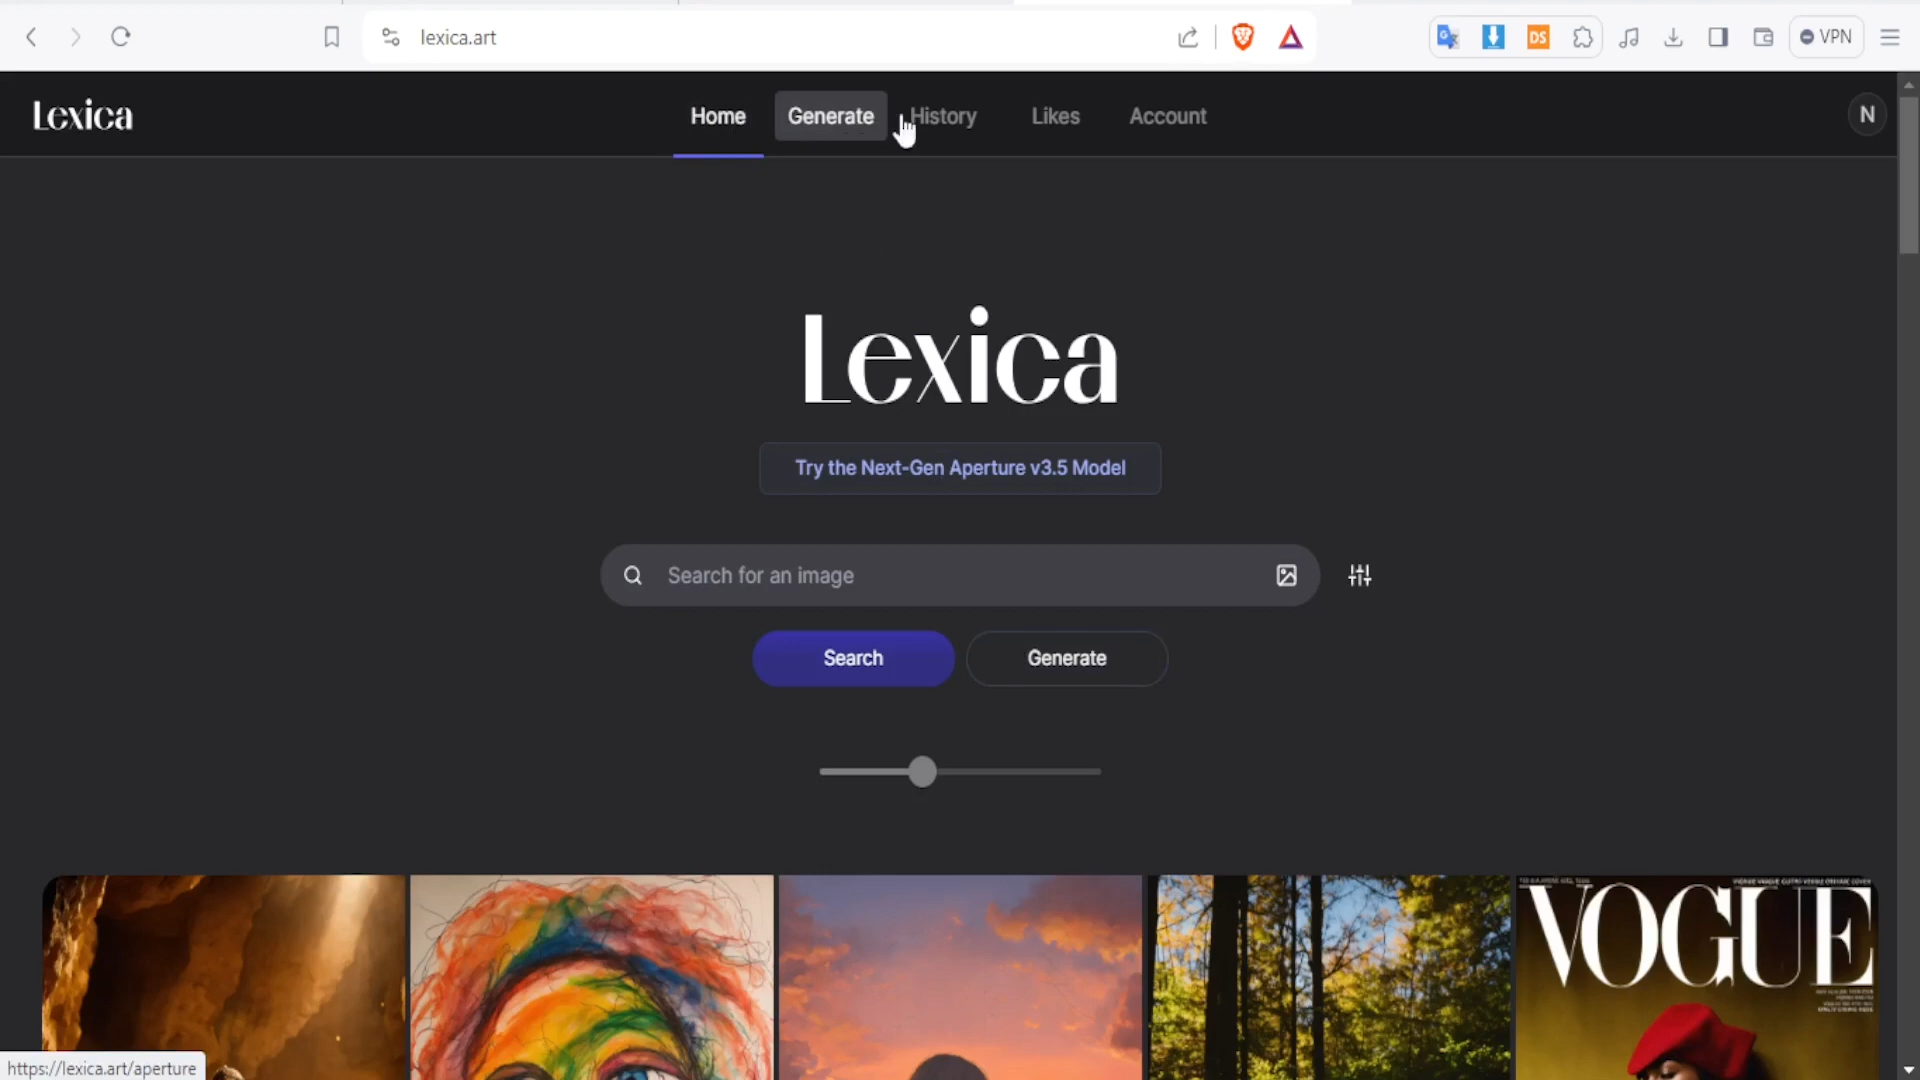 lexica.art
DS
VPN
Lexica
Home
Generate
History
Likes
Account
N
Lexica
Try the Next-Gen Aperture v3.5 Model
Search for an image
Search
Generate
VOGUE
https://lexica.art/aperture